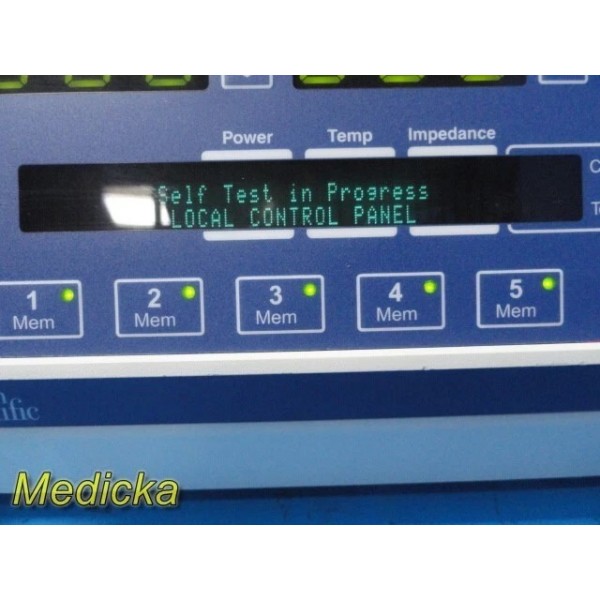 Power Temp Impedance
Self Test in Progress
LOCAL CONTROL PANEL
1 2 3 4 5
Mem Mem Mem Mem Mem
Medicka